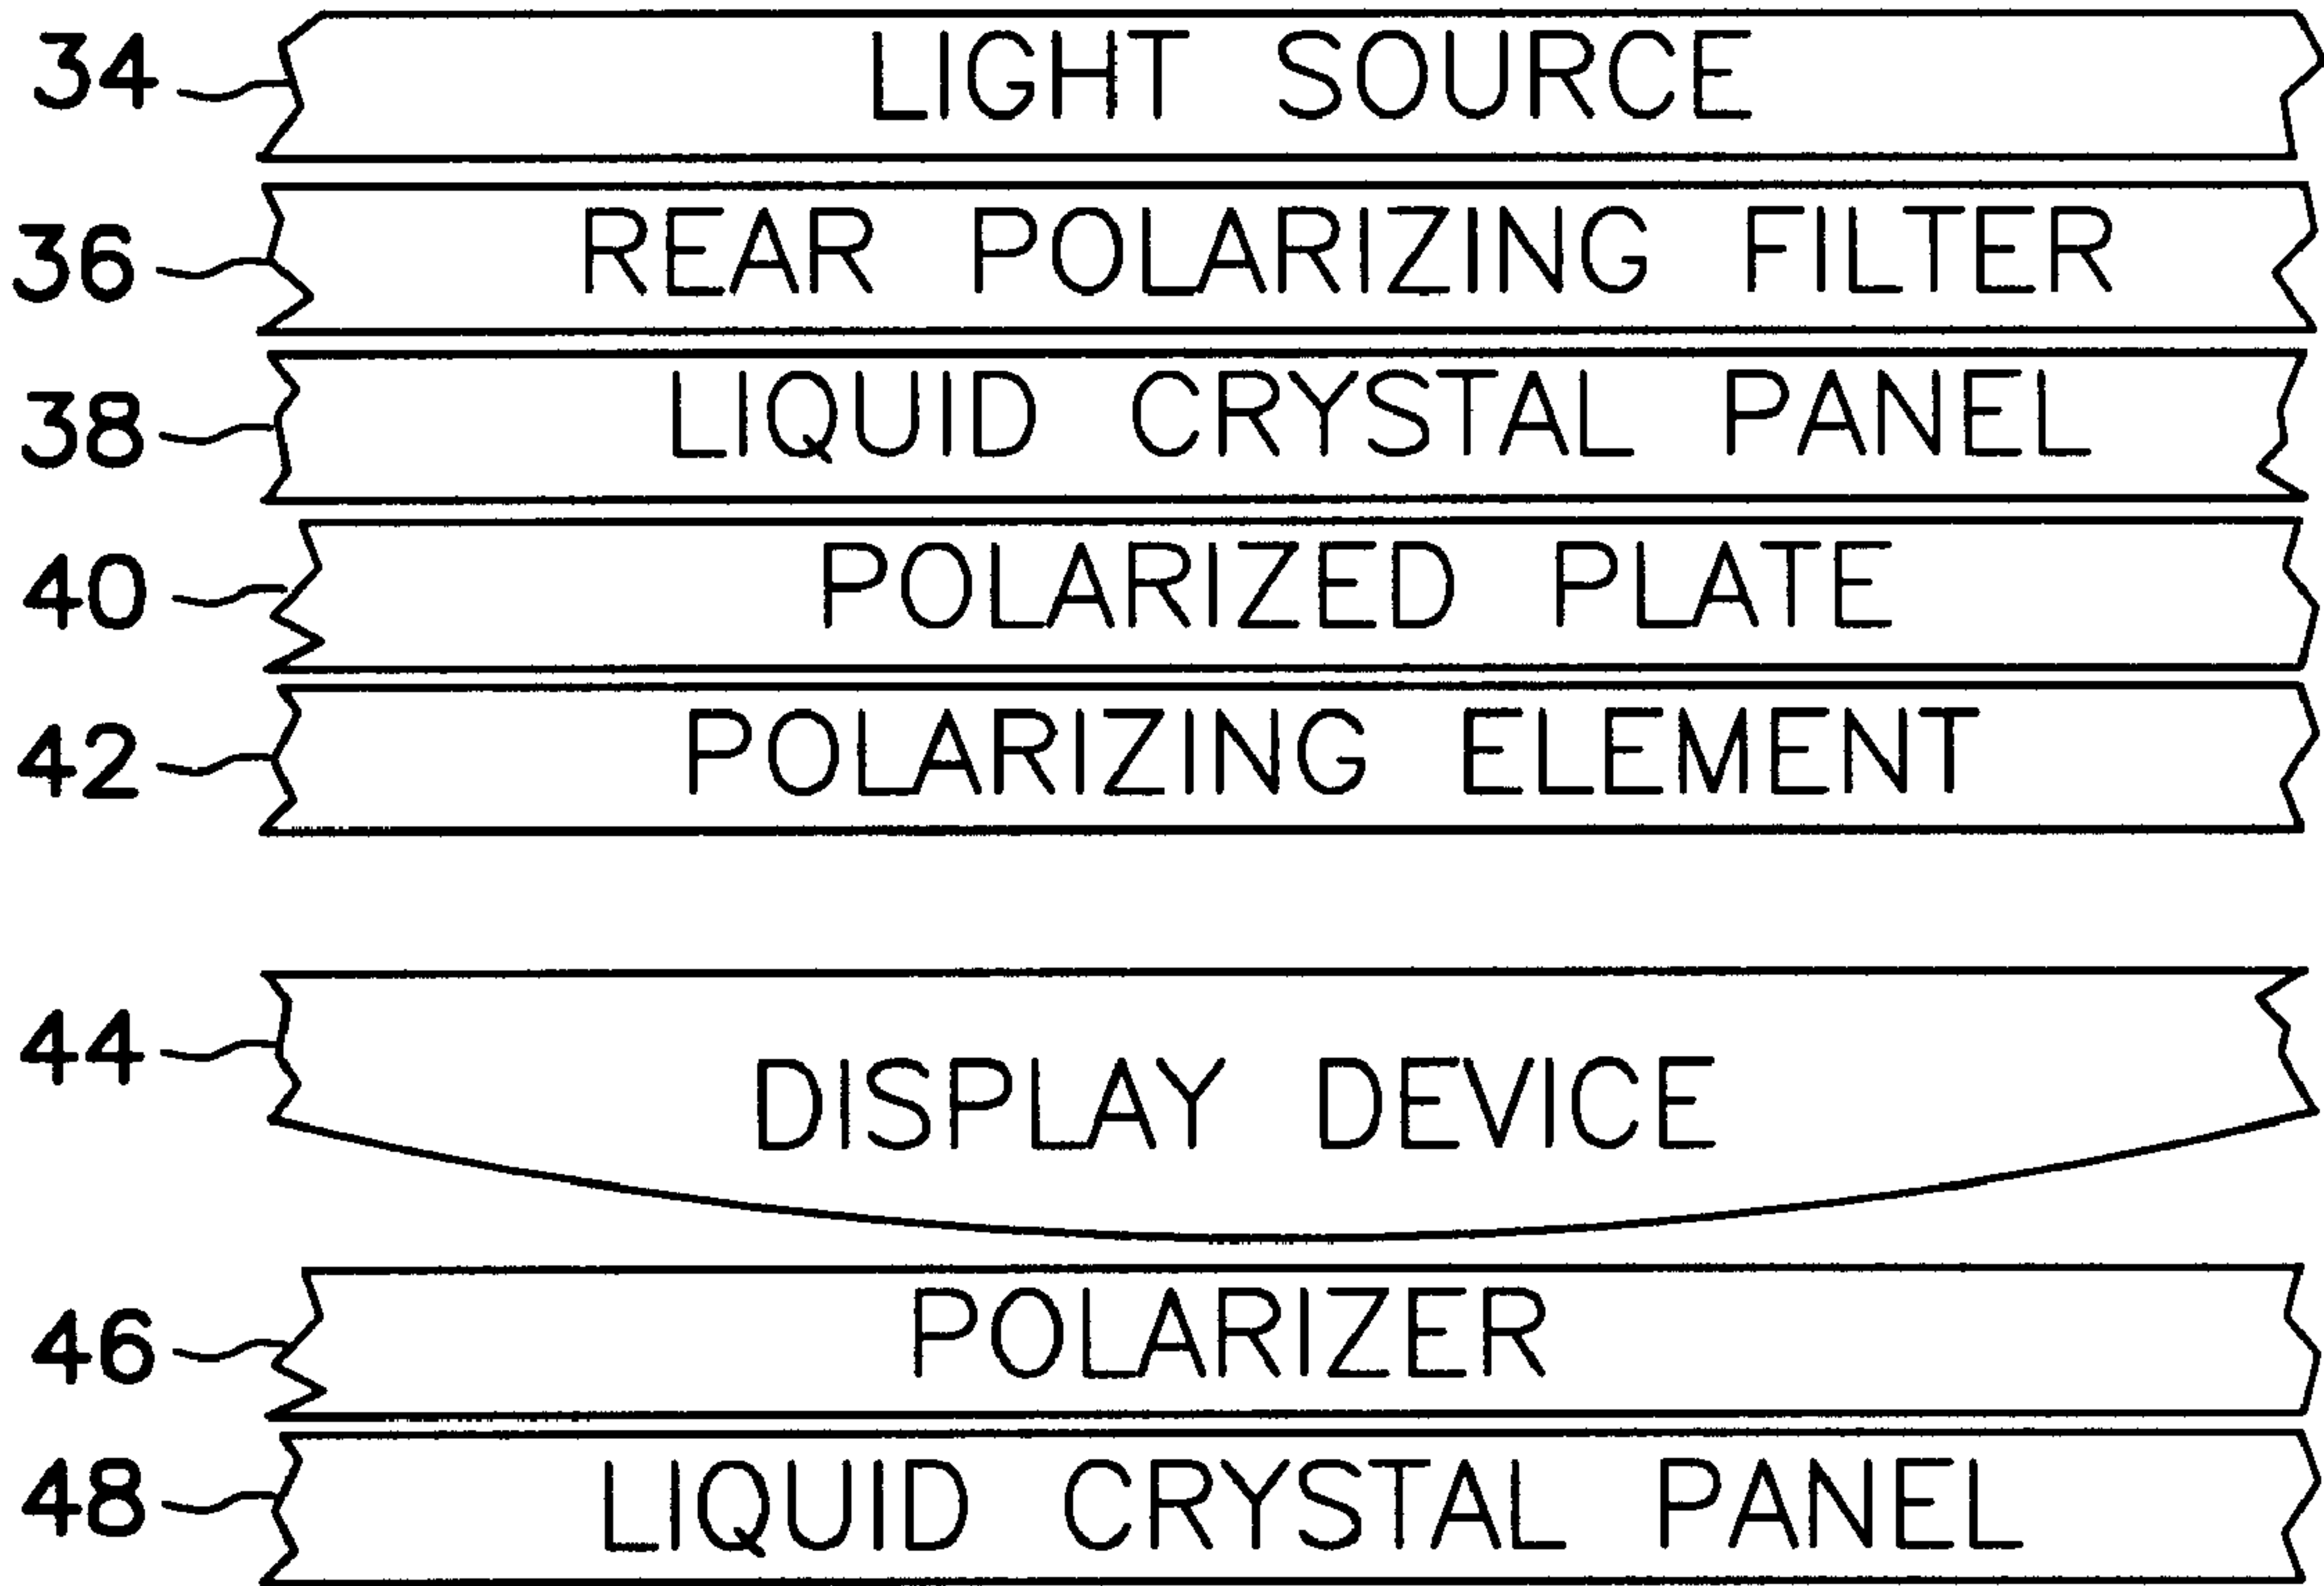 34 LIGHT SOURCE
36 REAR POLARIZING FILTER
38 LIQUID CRYSTAL PANEL
40 POLARIZED PLATE
42 POLARIZING ELEMENT
44 DISPLAY DEVICE
46 POLARIZER
48 LIQUID CRYSTAL PANEL